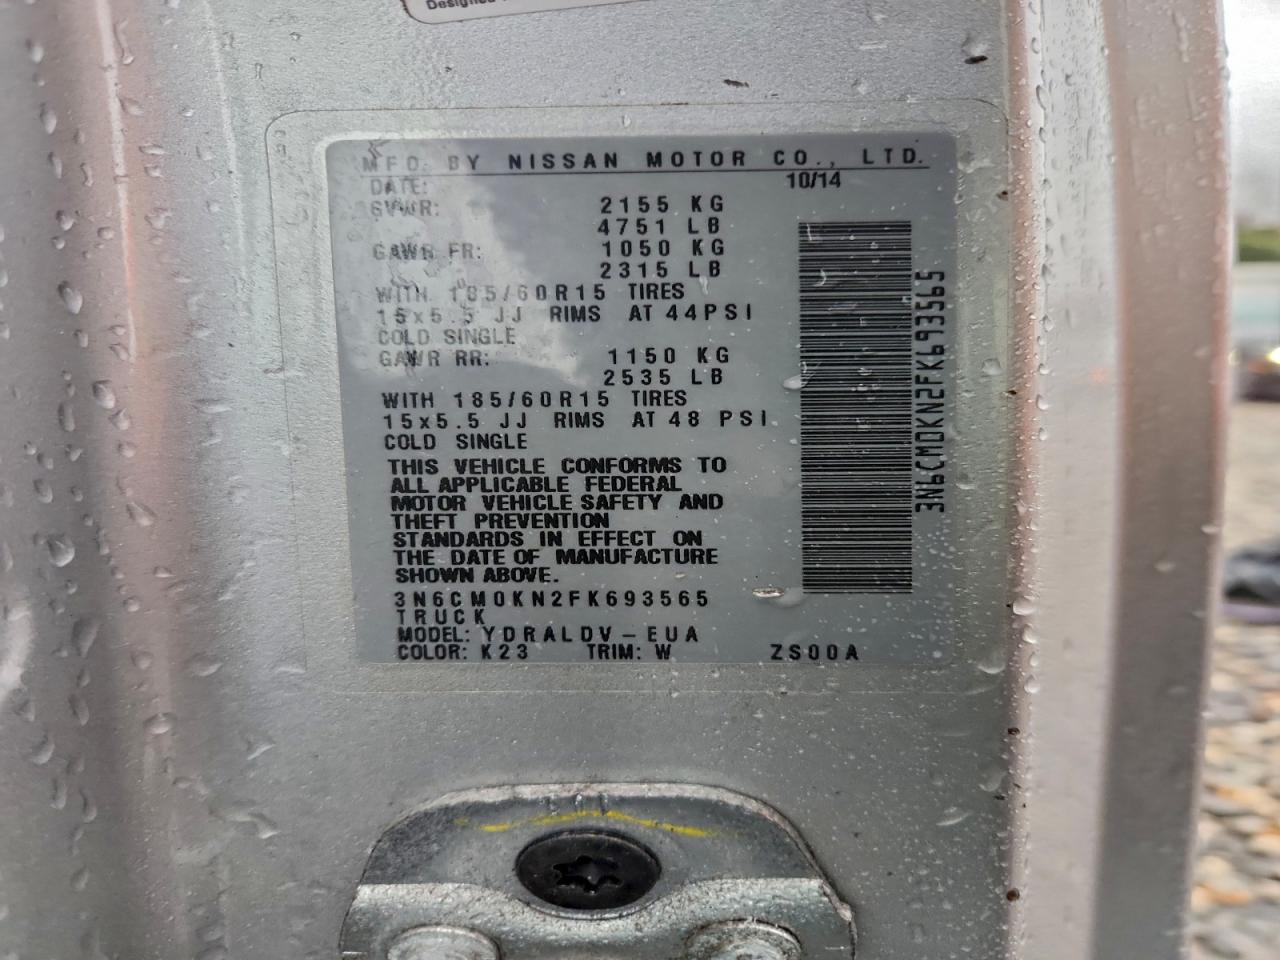 Designed
MFD. BY NISSAN MOTOR CO., LTD.
DATE: 10/14
GVWR: 2155 KG
4751 LB
GAWR FR: 1050 KG
2315 LB
WITH 185/60R15 TIRES
15x5.5 JJ RIMS AT 44PSI
COLD SINGLE
GAWR RR: 1150 KG
2535 LB
WITH 185/60R15 TIRES
15x5.5 JJ RIMS AT 48 PSI
COLD SINGLE
THIS VEHICLE CONFORMS TO
ALL APPLICABLE FEDERAL
MOTOR VEHICLE SAFETY AND
THEFT PREVENTION
STANDARDS IN EFFECT ON
THE DATE OF MANUFACTURE
SHOWN ABOVE.
3N6CM0KN2FK693565
TRUCK
MODEL: YDRALDV-EUA
COLOR: K23 TRIM: W ZS00A
3N6CM0KN2FK693565